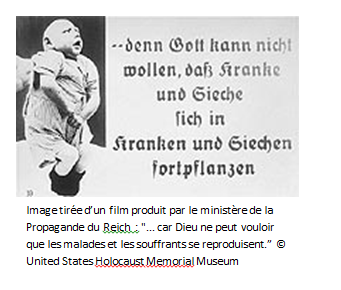 --denn Gott kann nicht
wollen, daß Kranke
und Sieche
sich in
Kranken und Siechen
fortpflanzen
Image tirée d’un film produit par le ministère de la
Propagande du Reich : "… car Dieu ne peut vouloir
que les malades et les souffrants se reproduisent.” ©
United States Holocaust Memorial Museum